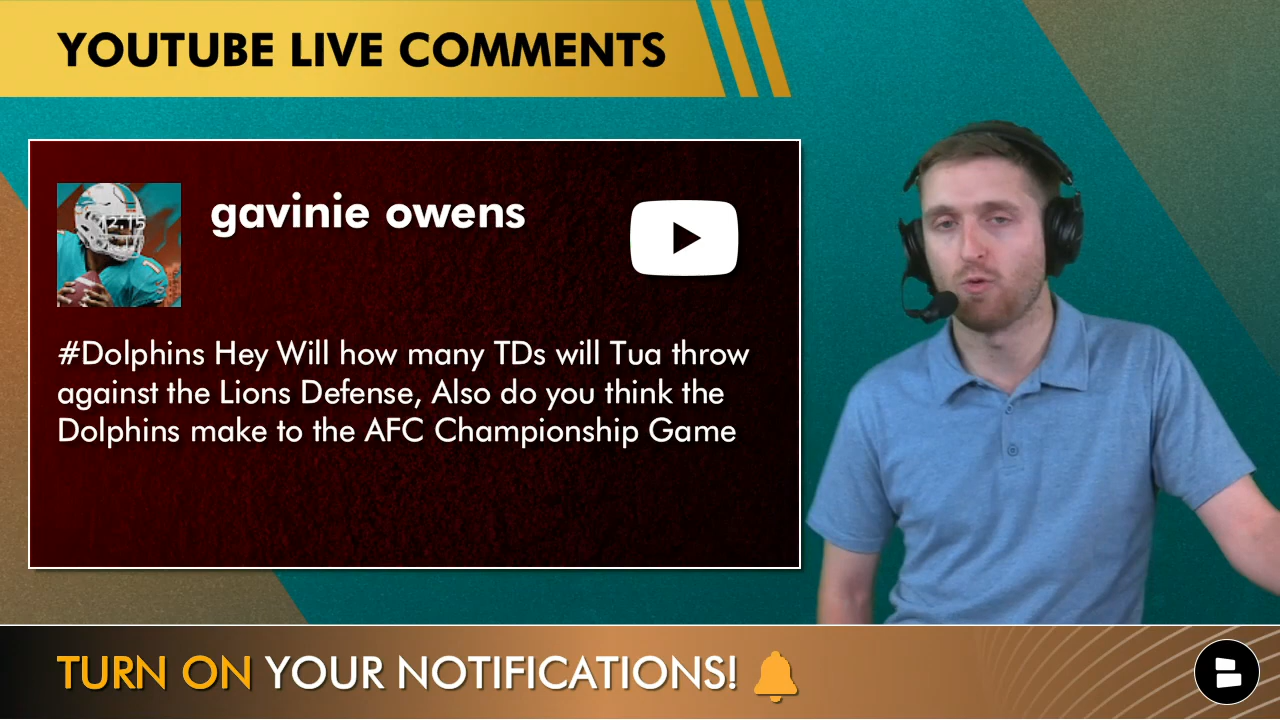 YOUTUBE LIVE COMMENTS
gavinie owens
#Dolphins Hey Will how many TDs will Tua throw
against the Lions Defense, Also do you think the
Dolphins make to the AFC Championship Game
TURN ON YOUR NOTIFICATIONS!